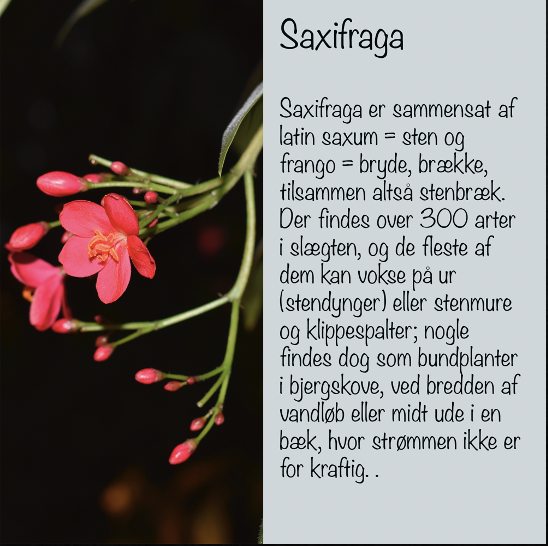 Saxifraga
Saxifraga er sammensat af
latin saxum = sten og
frango = bryde, brække,
tilsammen altså stenbræk.
Der findes over 300 arter
i slægten, og de fleste af
dem kan vokse på ur
(stendynger) eller stenmure
og klippespalter; nogle
findes dog som bundplanter
i bjergskove, ved bredden af
vandløb eller midt ude i en
bæk, hvor strømmen ikke er
for kraftig. .